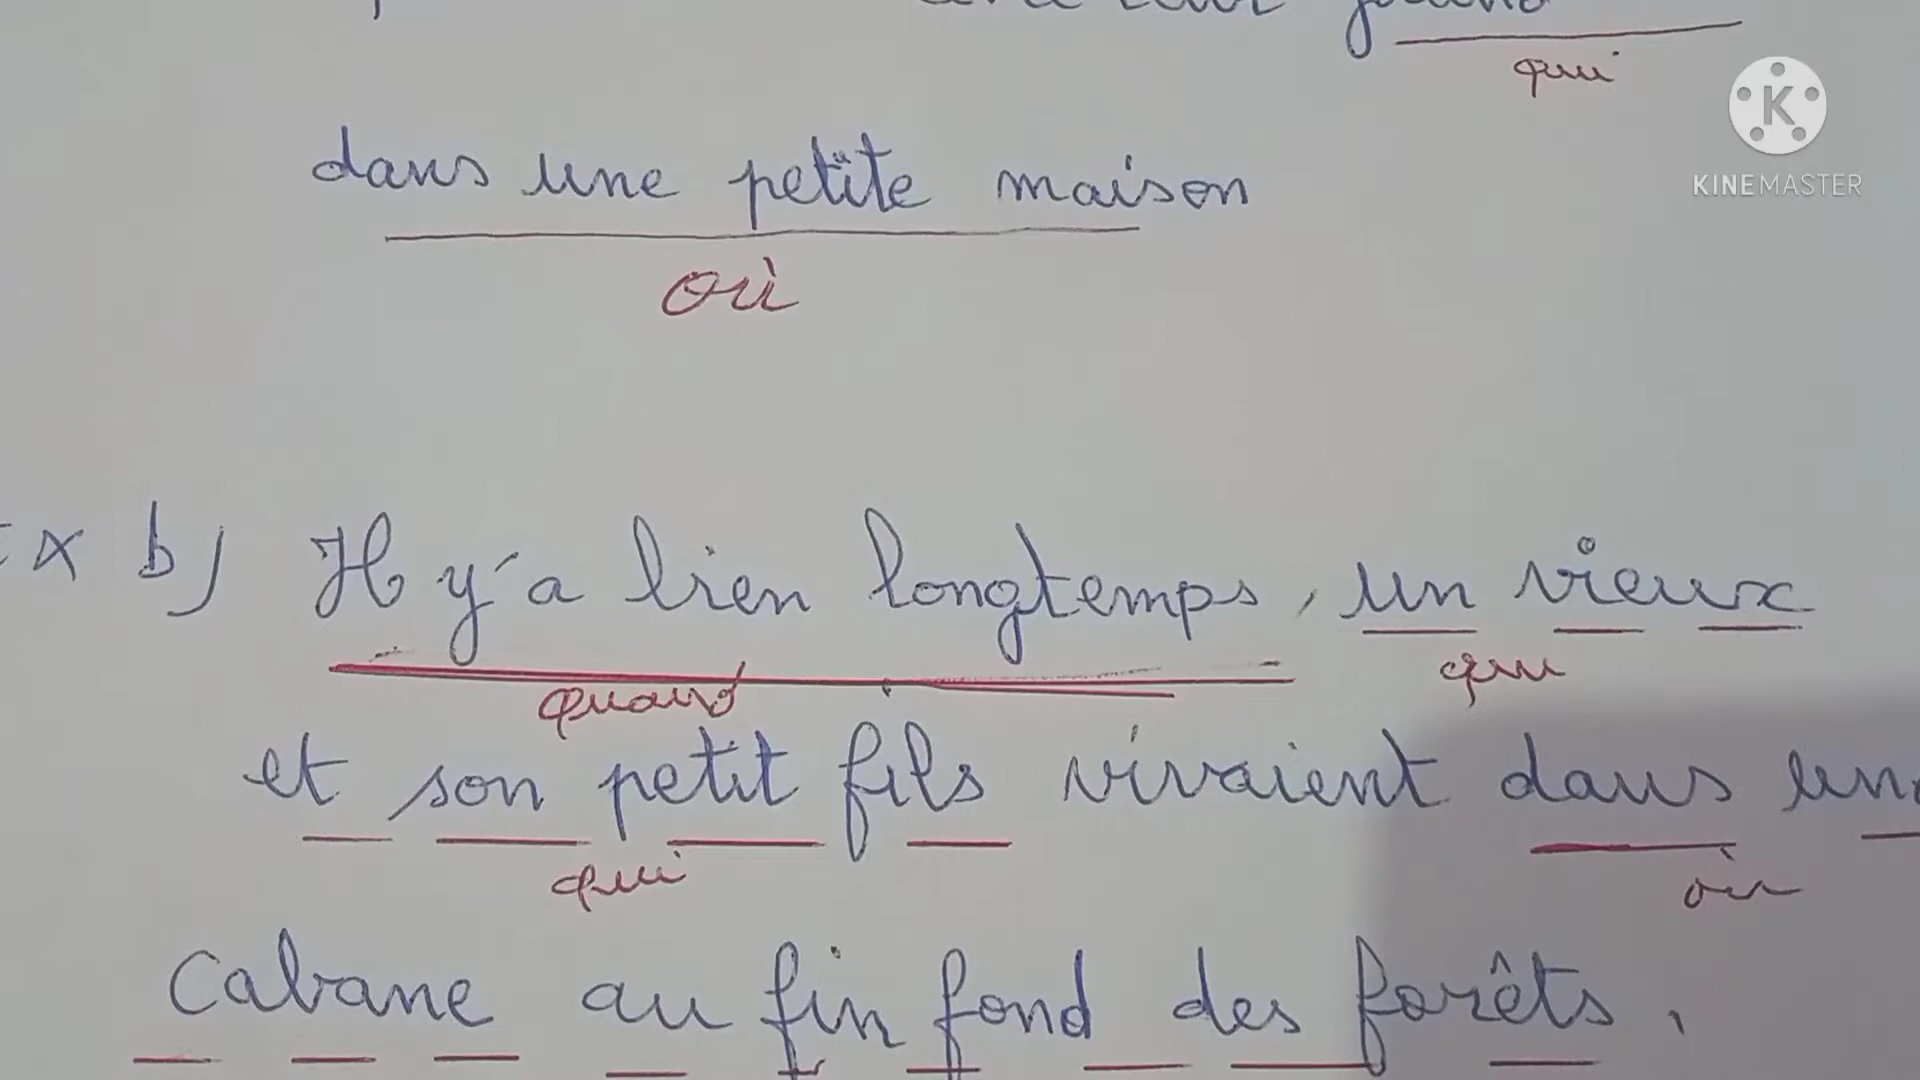 qui
KINEMASTER
dans une petite maison
où
Ex b) Il y'a bien longtemps, un vieux
quand qui
et son petit fils vivaient dans une
qui où
cabane au fin fond des forêts.